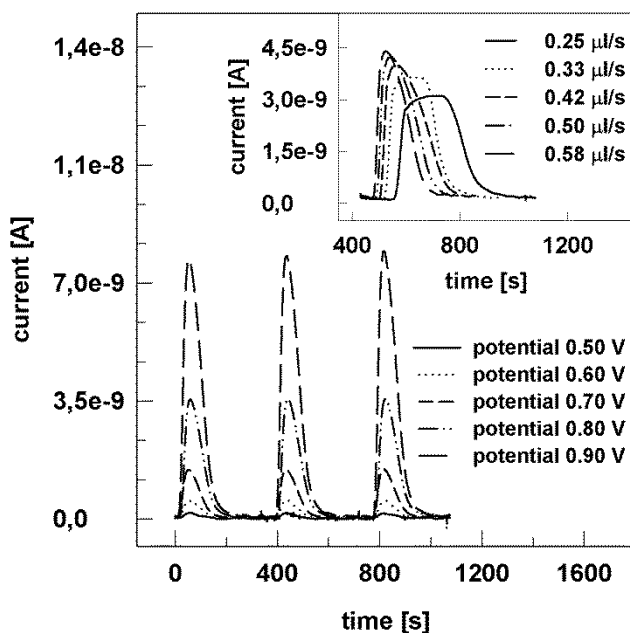 1,4e-8
1,1e-8
7,0e-9
3,5e-9
0,0
current [A]
0
400
800
1200
1600
time [s]
4,5e-9
3,0e-9
1,5e-9
0,0
current [A]
400
800
1200
time [s]
0.25 µl/s
0.33 µl/s
0.42 µl/s
0.50 µl/s
0.58 µl/s
potential 0.50 V
potential 0.60 V
potential 0.70 V
potential 0.80 V
potential 0.90 V